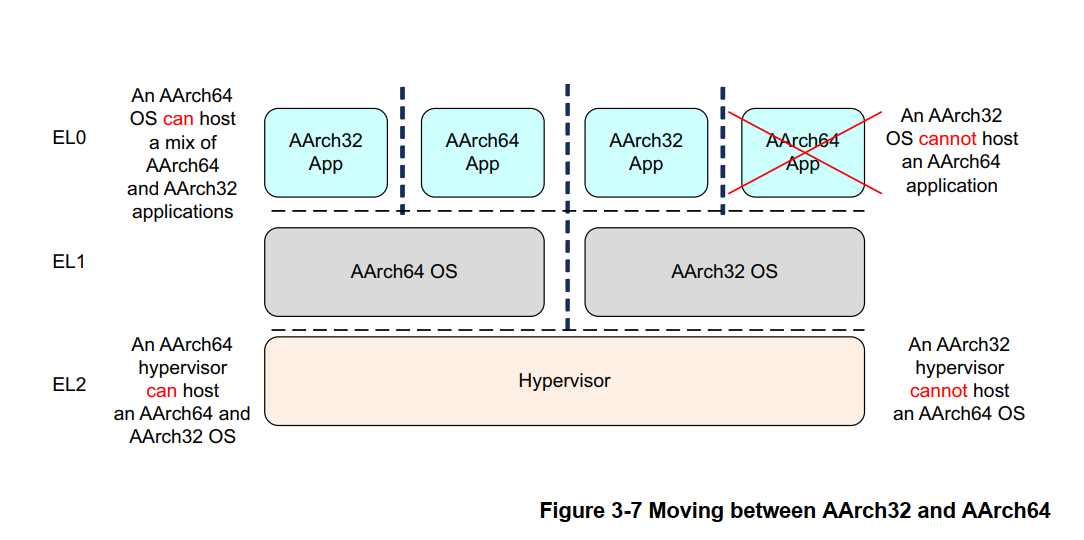 An AArch64
OS can host
a mix of
AArch64
and AArch32
applications
EL0
AArch32
App
AArch64
App
AArch32
App
AArch64
App
An AArch32
OS cannot host
an AArch64
application
EL1
AArch64 OS
AArch32 OS
An AArch64
hypervisor
can host
an AArch64 and
AArch32 OS
EL2
Hypervisor
An AArch32
hypervisor
cannot host
an AArch64 OS
Figure 3-7 Moving between AArch32 and AArch64